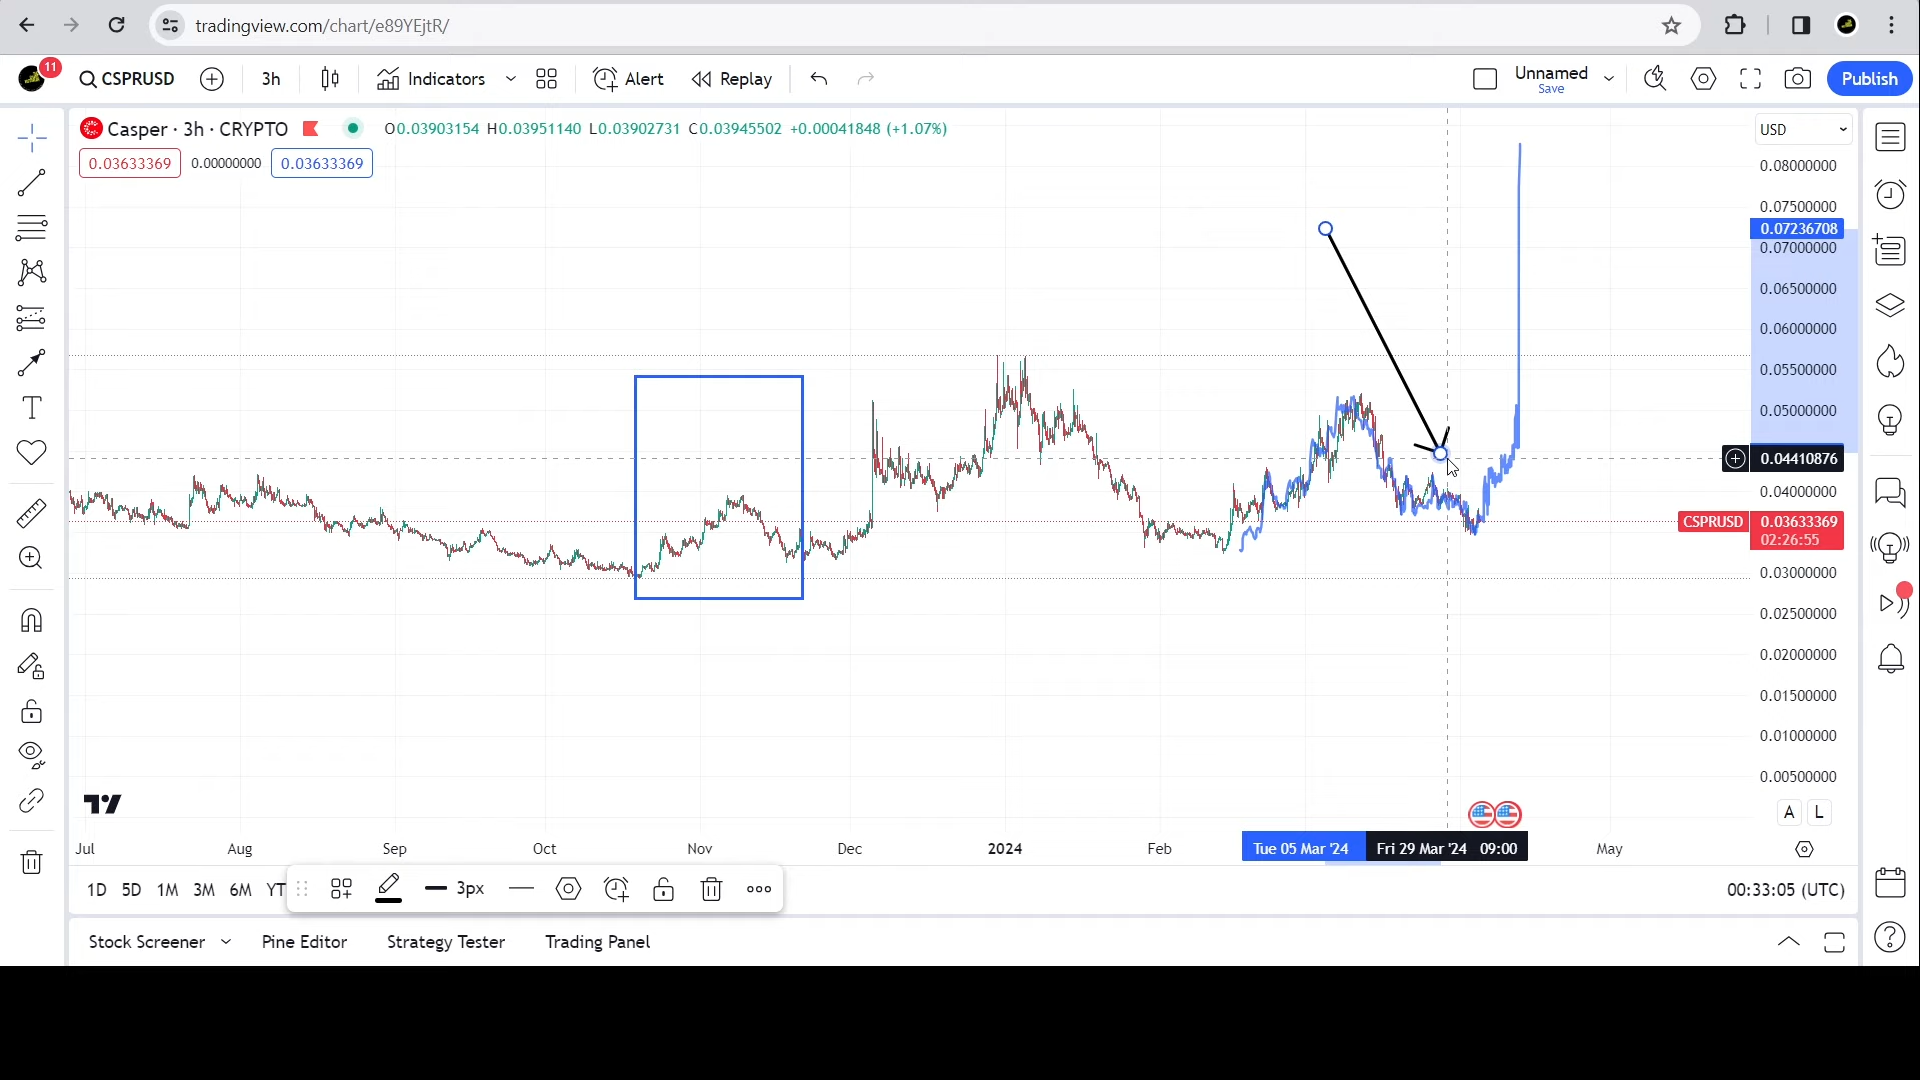 tradingview.com/chart/e89YEjtR/
11
CSPRUSD 3h Indicators Alert Replay Unnamed Save Publish
Casper · 3h · CRYPTO O0.03903154 H0.03951140 L0.03902731 C0.03945502 +0.00041848 (+1.07%)
0.03633369 0.00000000 0.03633369
USD
0.08000000
0.07500000
0.07236708
0.07000000
0.06500000
0.06000000
0.05500000
0.05000000
0.04410876
0.04000000
CSPRUSD 0.03633369
02:26:55
0.03000000
0.02500000
0.02000000
0.01500000
0.01000000
0.00500000
T
A L
Jul Aug Sep Oct Nov Dec 2024 Feb Tue 05 Mar '24 Fri 29 Mar '24 09:00 May
1D 5D 1M 3M 6M YT 3px 00:33:05 (UTC)
Stock Screener Pine Editor Strategy Tester Trading Panel